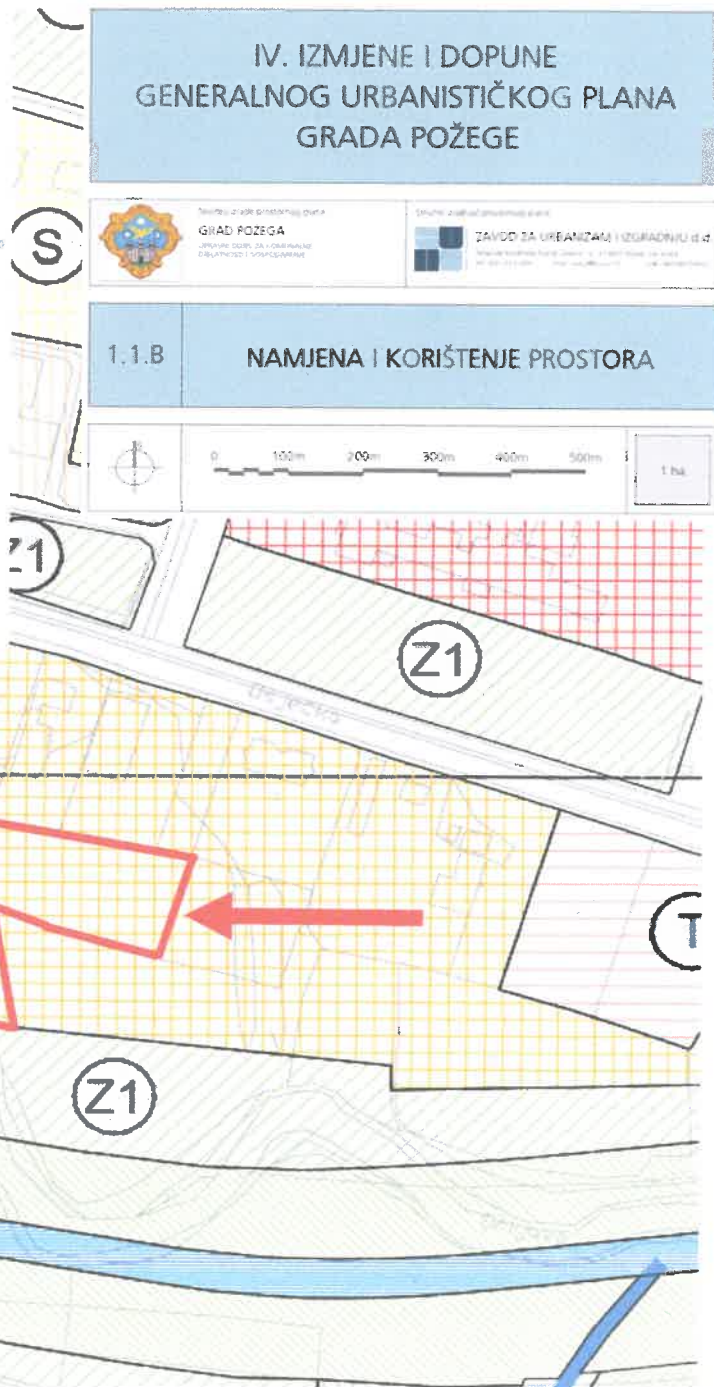 IV. IZMJENE I DOPUNE
GENERALNOG URBANISTIČKOG PLANA
GRADA POŽEGE
S
GRAD POŽEGA
ZAVOD ZA URBANIZAM I IZGRADNJU d.d.
1.1.B
NAMJENA I KORIŠTENJE PROSTORA
0 100m 200m 300m 400m 500m
1 ha
Z1
Z1
T
Z1